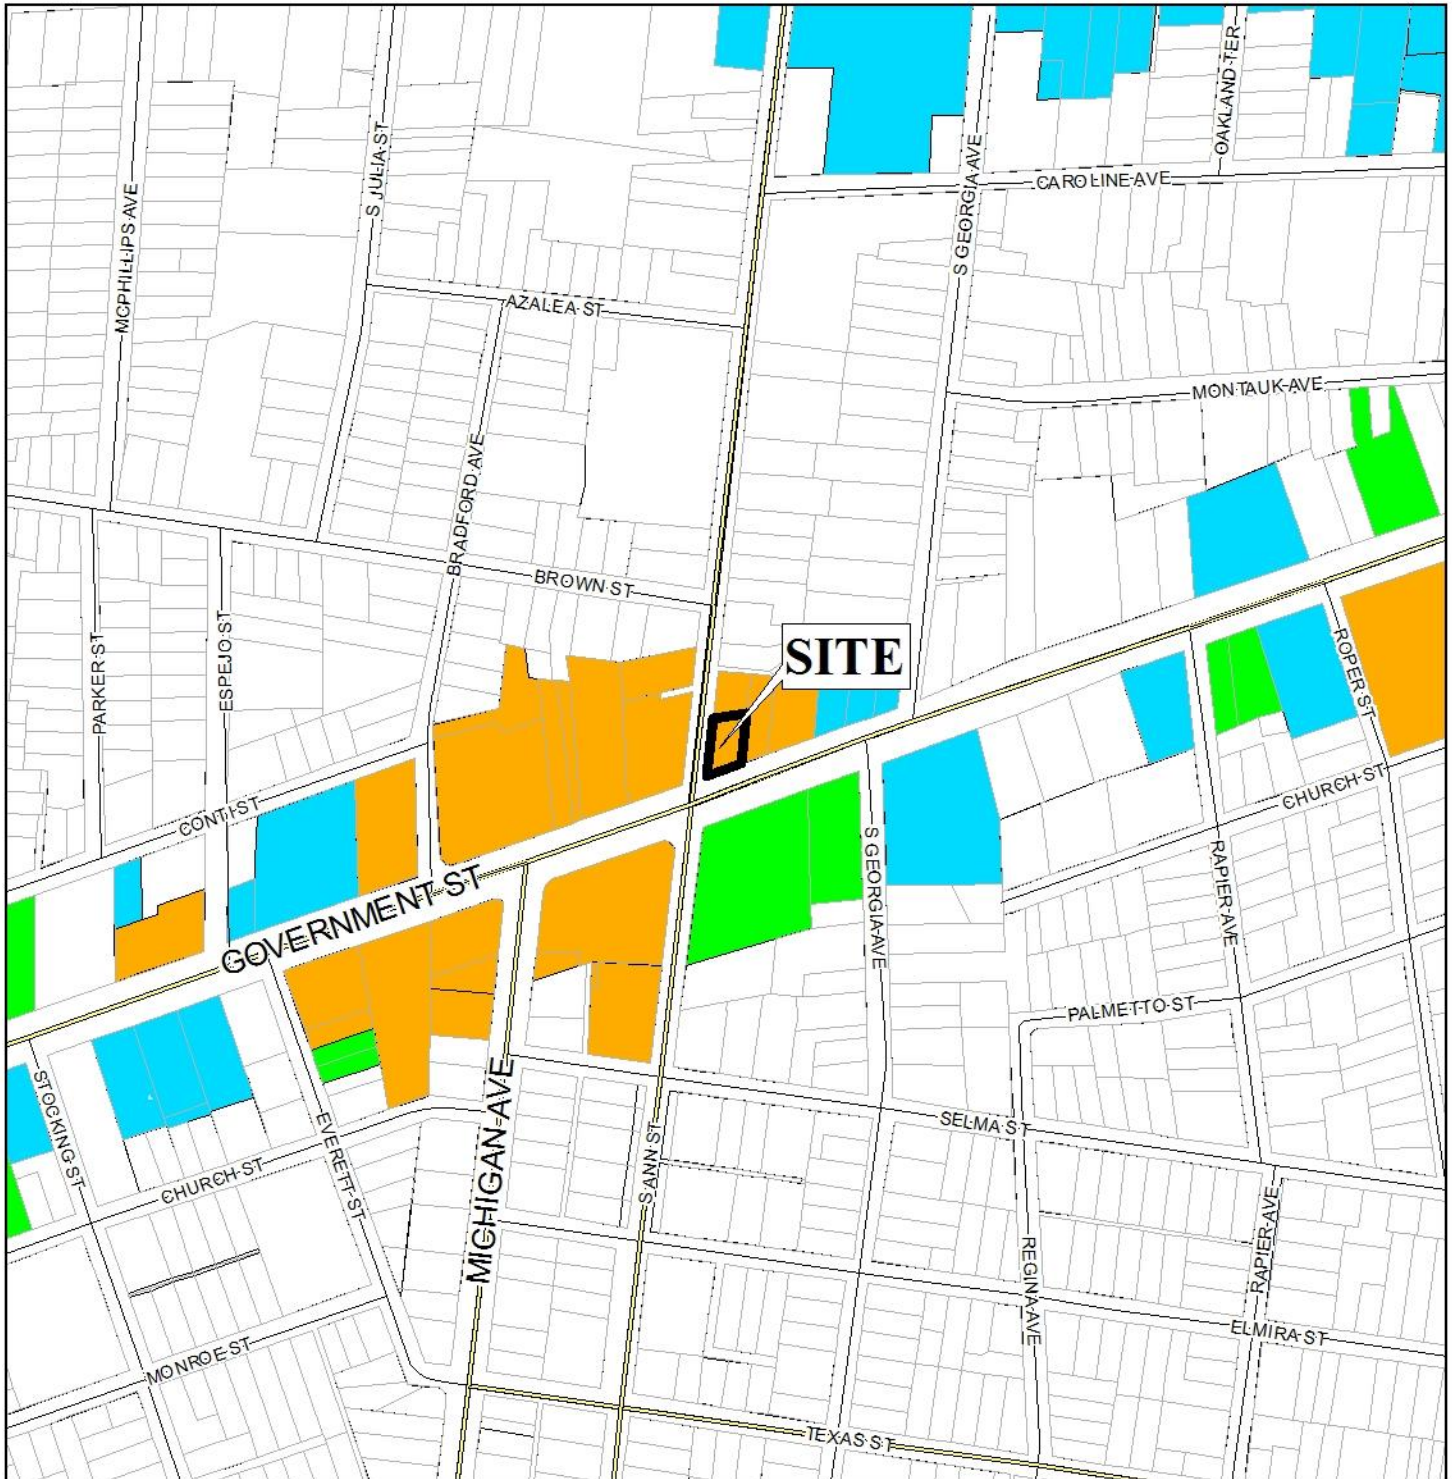 OAKLAND TER
S JULIA ST
CAROLINE AVE
MCPHILLIPS AVE
S GEORGIA AVE
AZALEA ST
MONTAUK AVE
BRADFORD AVE
BROWN ST
ESPEJO ST
PARKER ST
SITE
ROPER ST
CONTI ST
CHURCH ST
GOVERNMENT ST
S GEORGIA AVE
RAPIER AVE
PALMETTO ST
STOCKING ST
EVERETT ST
MICHIGAN AVE
SELMA ST
S ANN ST
CHURCH ST
RAPIER AVE
REGINA AVE
ELMIRA ST
MONROE ST
TEXAS ST